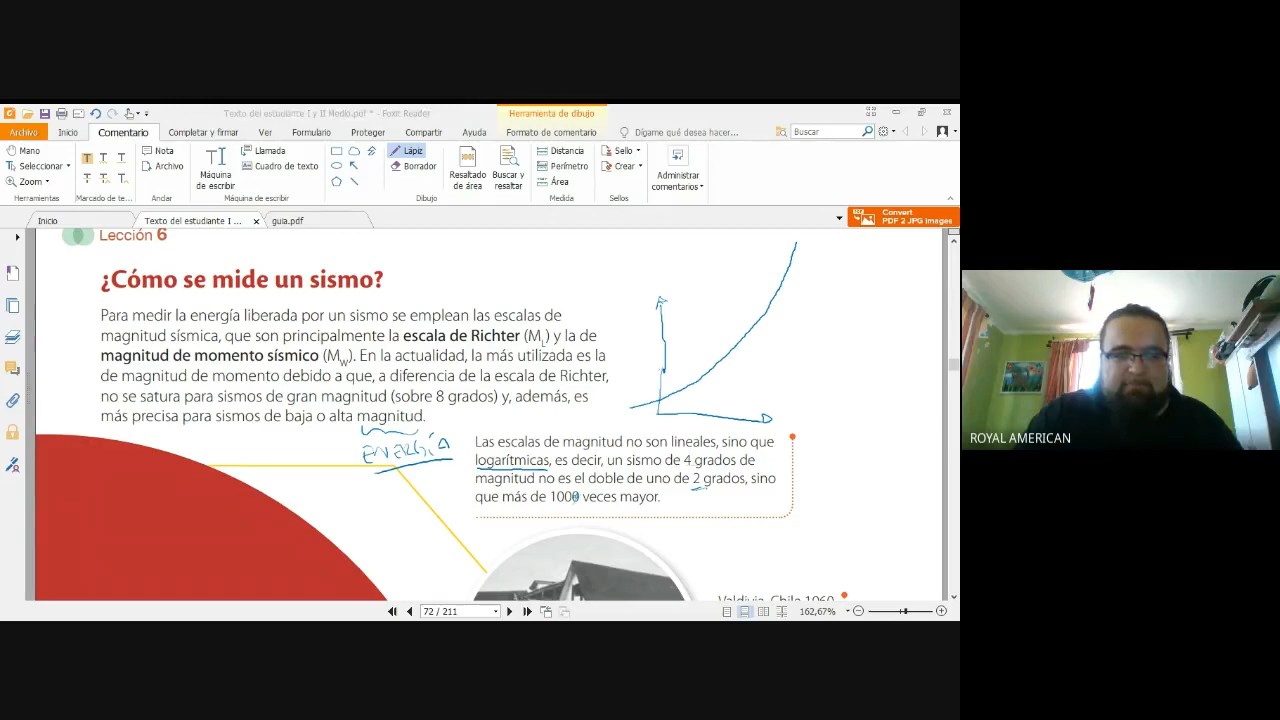 Texto del estudiante I y II Medio.pdf * - Foxit Reader
Herramienta de dibujo
Archivo Inicio Comentario Completar y firmar Ver Formulario Proteger Compartir Ayuda Formato de comentario Dígame qué desea hacer... Buscar
Mano
Seleccionar
Zoom
Herramientas
T T T
T T T
Marcado de te...
Nota
Archivo
Andar
Máquina de escribir
Llamada
Cuadro de texto
Máquina de escribir
Lápiz
Borrador
Dibujo
Resaltado de área
Buscar y resaltar
Distancia
Perímetro
Área
Medida
Sello
Crear
Sellos
Administrar comentarios
Inicio
Texto del estudiante I ...
guia.pdf
Convert
PDF 2 JPG Images
Lección 6
¿Cómo se mide un sismo?
Para medir la energía liberada por un sismo se emplean las escalas de
magnitud sísmica, que son principalmente la escala de Richter (ML) y la de
magnitud de momento sísmico (MW). En la actualidad, la más utilizada es la
de magnitud de momento debido a que, a diferencia de la escala de Richter,
no se satura para sismos de gran magnitud (sobre 8 grados) y, además, es
más precisa para sismos de baja o alta magnitud.
ENERGÍA
Las escalas de magnitud no son lineales, sino que
logarítmicas, es decir, un sismo de 4 grados de
magnitud no es el doble de uno de 2 grados, sino
que más de 1000 veces mayor.
Valdivia, Chile 1960
72 / 211
162,67%
ROYAL AMERICAN